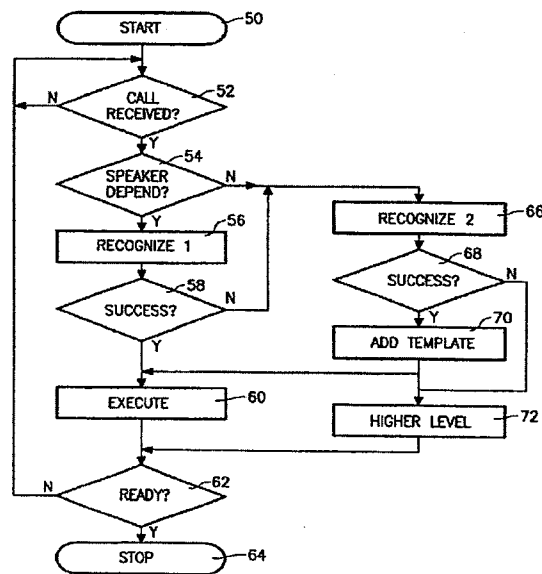 START 50
CALL RECEIVED? 52
N
Y
SPEAKER DEPEND? 54
N
Y
RECOGNIZE 1 56
SUCCESS? 58
N
Y
EXECUTE 60
READY? 62
N
Y
STOP 64
RECOGNIZE 2 66
SUCCESS? 68
N
Y
ADD TEMPLATE 70
HIGHER LEVEL 72